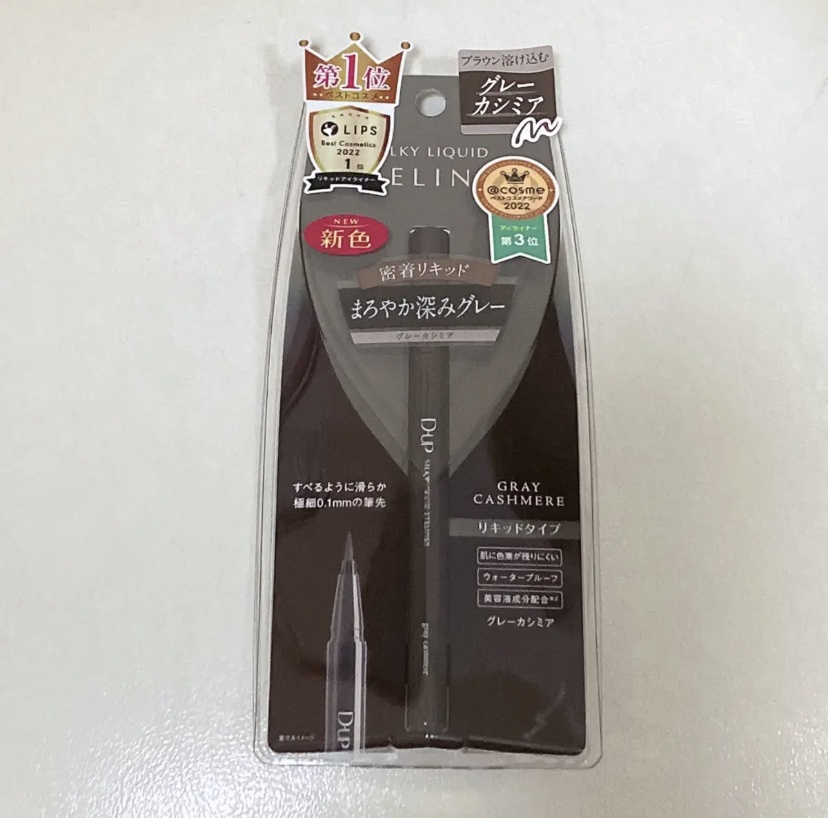 第1位
ベストコスメ
LIPS
Best Cosmetics
2022
1位
リキッドアイライナー
ブラウン溶け込む
グレー
カシミア
LKY LIQUID
ELIN
@cosme
ベストコスメアワード
2022
アイライナー
第3位
NEW
新色
密着リキッド
まろやか深みグレー
グレーカシミア
D-UP
gray cashmere
すべるように滑らか
極細0.1mmの筆先
GRAY
CASHMERE
リキッドタイプ
肌に色素が残りにくい
ウォータープルーフ
美容液成分配合※2
グレーカシミア
D-UP